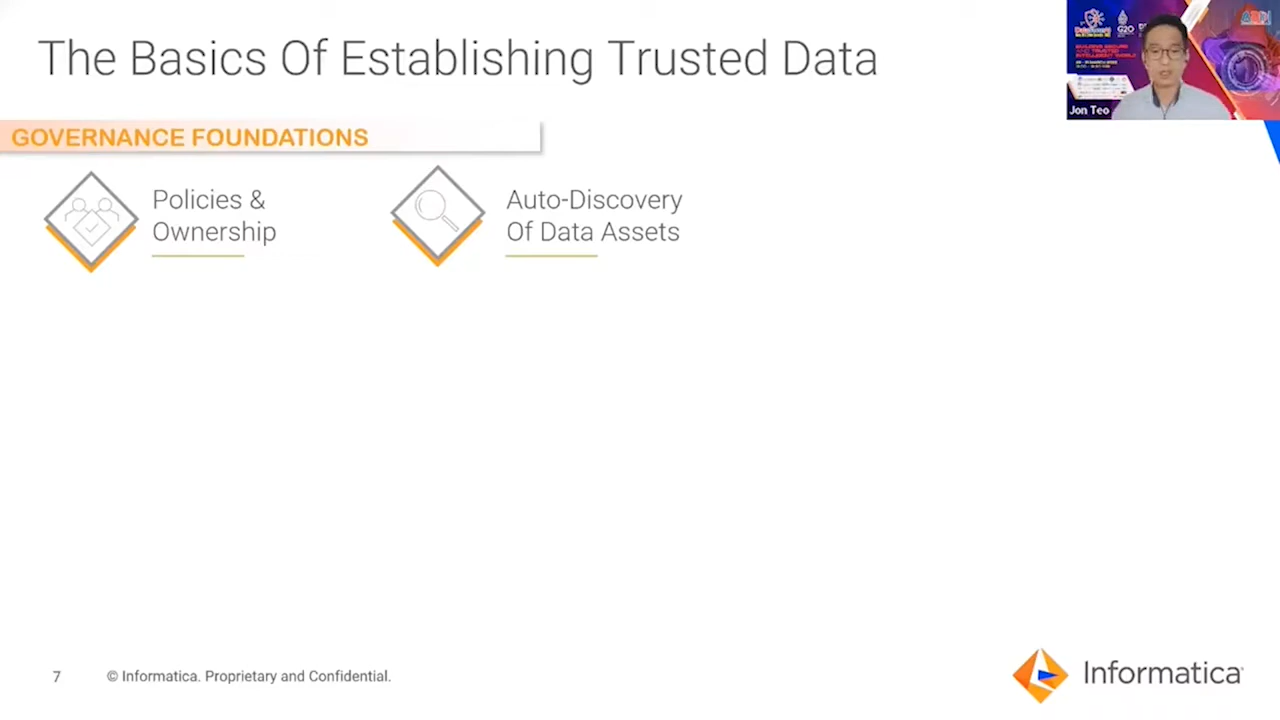 The Basics Of Establishing Trusted Data
GOVERNANCE FOUNDATIONS
Policies &
Ownership
Auto-Discovery
Of Data Assets
G20
Jon Teo
7
© Informatica. Proprietary and Confidential.
Informatica